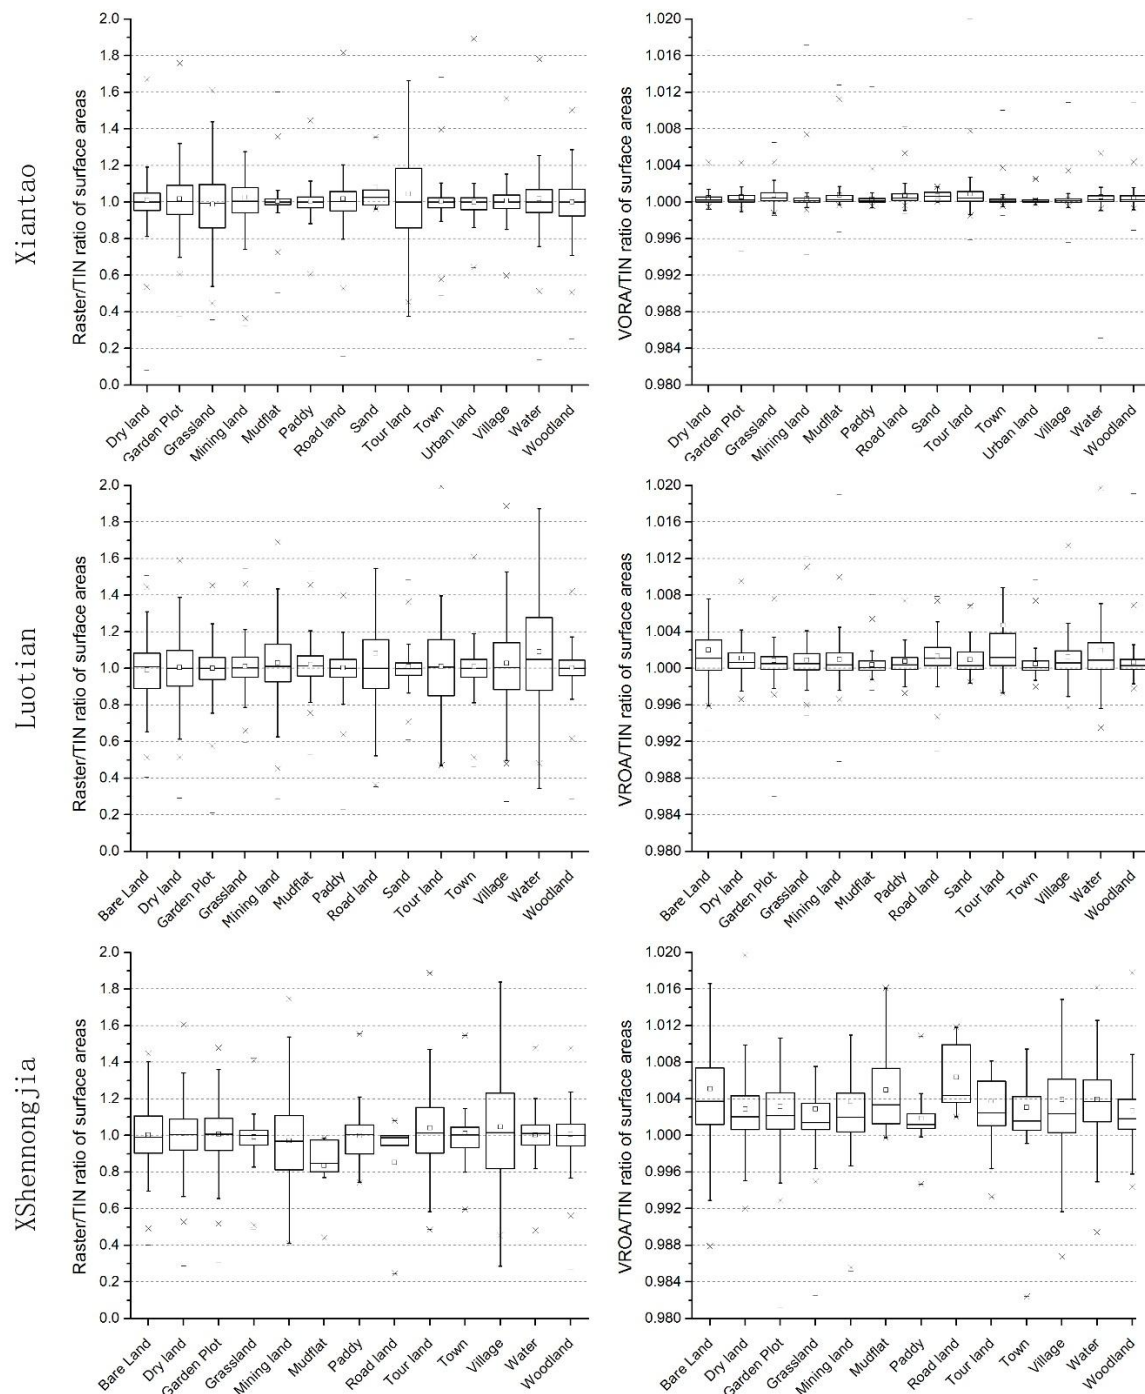 Xiantao
Raster/TIN ratio of surface areas
2.0
1.8
1.6
1.4
1.2
1.0
0.8
0.6
0.4
0.2
0.0
Dry land
Garden Plot
Grassland
Mining land
Mudflat
Paddy
Road land
Sand
Tour land
Town
Urban land
Village
Water
Woodland
VORA/TIN ratio of surface areas
1.020
1.016
1.012
1.008
1.004
1.000
0.996
0.992
0.988
0.984
0.980
Dry land
Garden Plot
Grassland
Mining land
Mudflat
Paddy
Road land
Sand
Tour land
Town
Urban land
Village
Water
Woodland
Luotian
Raster/TIN ratio of surface areas
2.0
1.8
1.6
1.4
1.2
1.0
0.8
0.6
0.4
0.2
0.0
Bare Land
Dry land
Garden Plot
Grassland
Mining land
Mudflat
Paddy
Road land
Sand
Tour land
Town
Village
Water
Woodland
VROA/TIN ratio of surface areas
1.020
1.016
1.012
1.008
1.004
1.000
0.996
0.992
0.988
0.984
0.980
Bare Land
Dry land
Garden Plot
Grassland
Mining land
Mudflat
Paddy
Road land
Sand
Tour land
Town
Village
Water
Woodland
XShennongjia
Raster/TIN ratio of surface areas
2.0
1.8
1.6
1.4
1.2
1.0
0.8
0.6
0.4
0.2
0.0
Bare Land
Dry land
Garden Plot
Grassland
Mining land
Mudflat
Paddy
Road land
Tour land
Town
Village
Water
Woodland
VROA/TIN ratio of surface areas
1.020
1.016
1.012
1.008
1.004
1.000
0.996
0.992
0.988
0.984
0.980
Bare Land
Dry land
Garden Plot
Grassland
Mining land
Mudflat
Paddy
Road land
Tour land
Town
Village
Water
Woodland